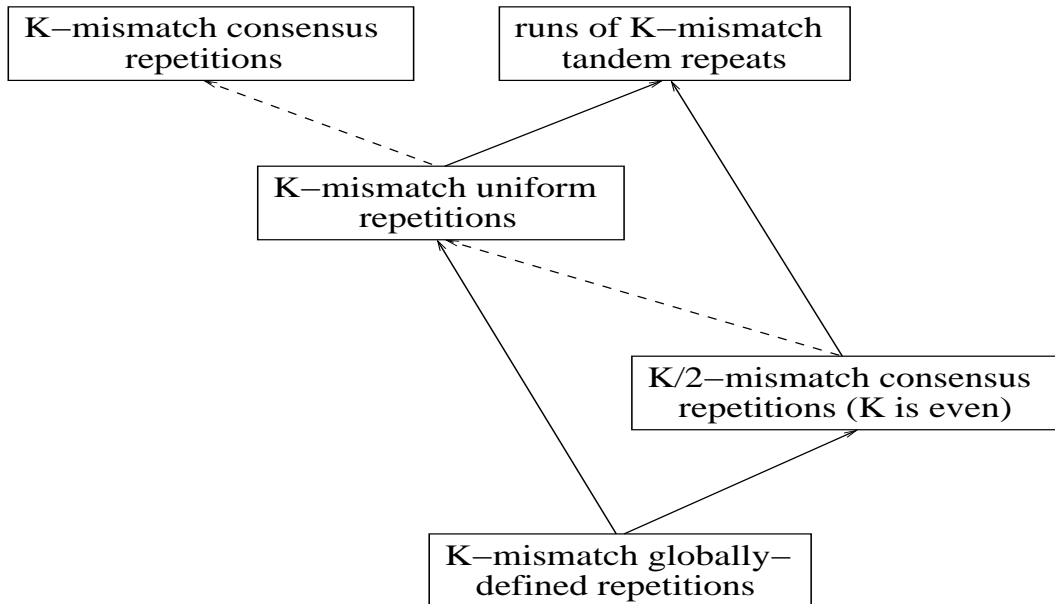 K−mismatch consensus
repetitions
runs of K−mismatch
tandem repeats
K−mismatch uniform
repetitions
K/2−mismatch consensus
repetitions (K is even)
K−mismatch globally−
defined repetitions